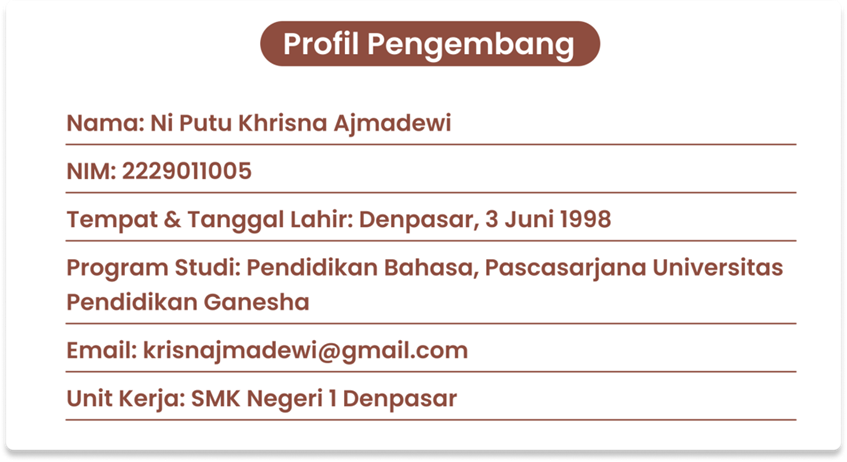 Profil Pengembang
Nama: Ni Putu Khrisna Ajmadewi
NIM: 2229011005
Tempat & Tanggal Lahir: Denpasar, 3 Juni 1998
Program Studi: Pendidikan Bahasa, Pascasarjana Universitas
Pendidikan Ganesha
Email: krisnajmadewi@gmail.com
Unit Kerja: SMK Negeri 1 Denpasar